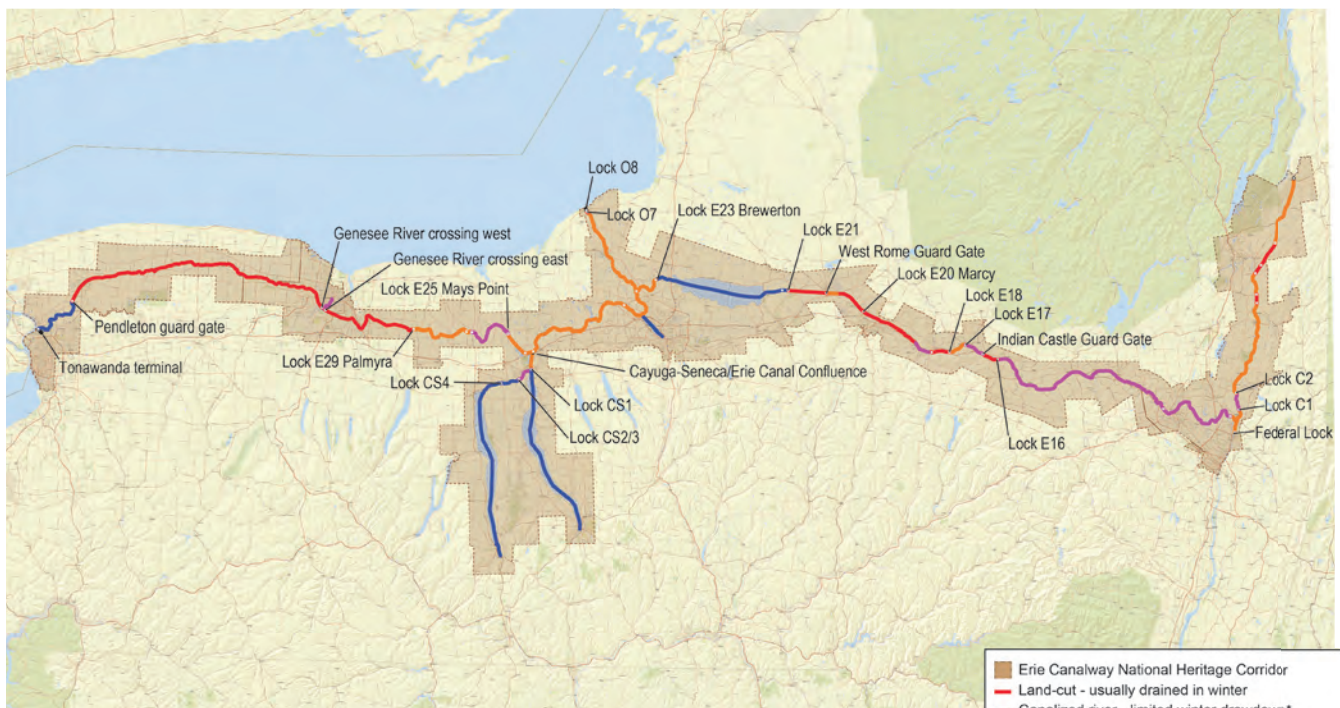 Lock O8
Lock O7
Lock E23 Brewerton
Lock E21
Genesee River crossing west
West Rome Guard Gate
Genesee River crossing east
Lock E20 Marcy
Lock E25 Mays Point
Lock E18
Lock E17
Pendleton guard gate
Indian Castle Guard Gate
Lock E29 Palmyra
Tonawanda terminal
Cayuga-Seneca/Erie Canal Confluence
Lock CS4
Lock C2
Lock CS1
Lock C1
Lock CS2/3
Lock E16
Federal Lock
Erie Canalway National Heritage Corridor
Land-cut - usually drained in winter